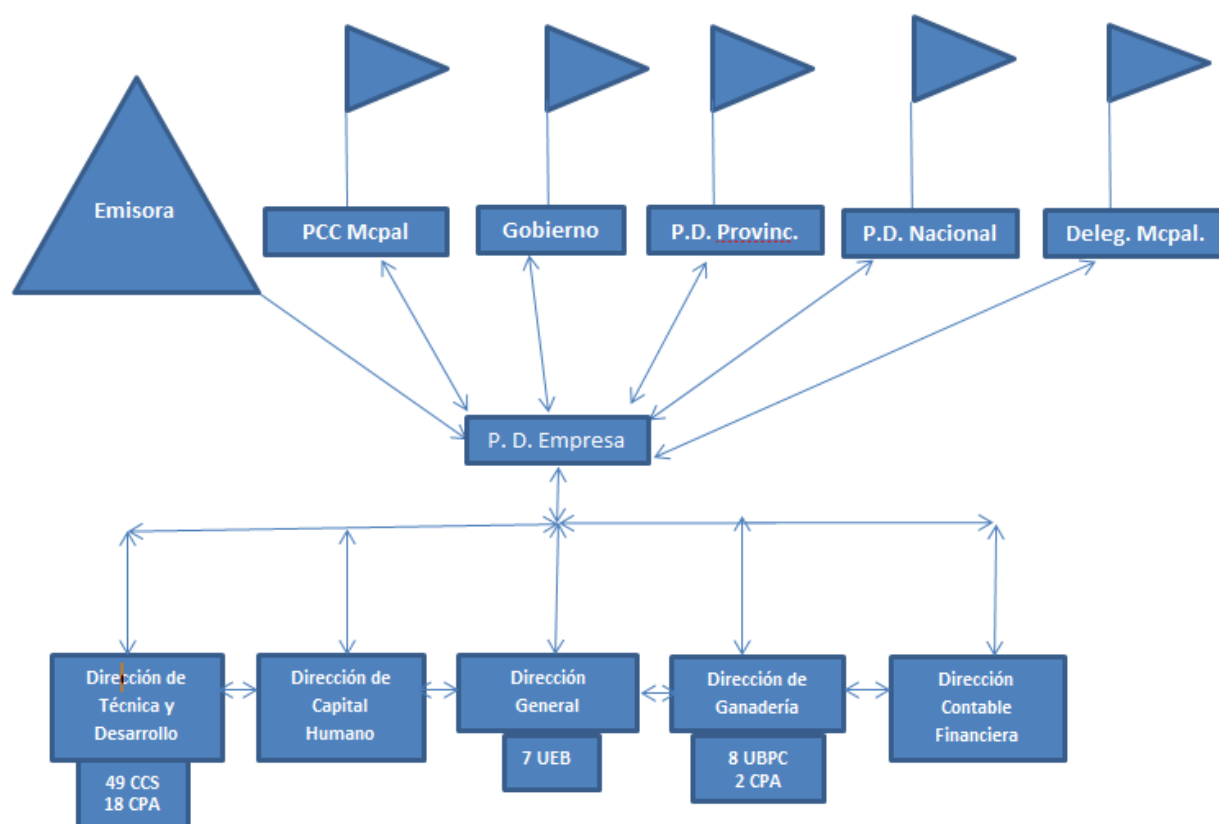 Emisora
PCC Mcpal
Gobierno
P.D. Provinc.
P.D. Nacional
Deleg. Mcpal.
P. D. Empresa
Dirección de
Técnica y
Desarrollo
49 CCS
18 CPA
Dirección de
Capital
Humano
Dirección
General
7 UEB
Dirección de
Ganadería
8 UBPC
2 CPA
Dirección
Contable
Financiera